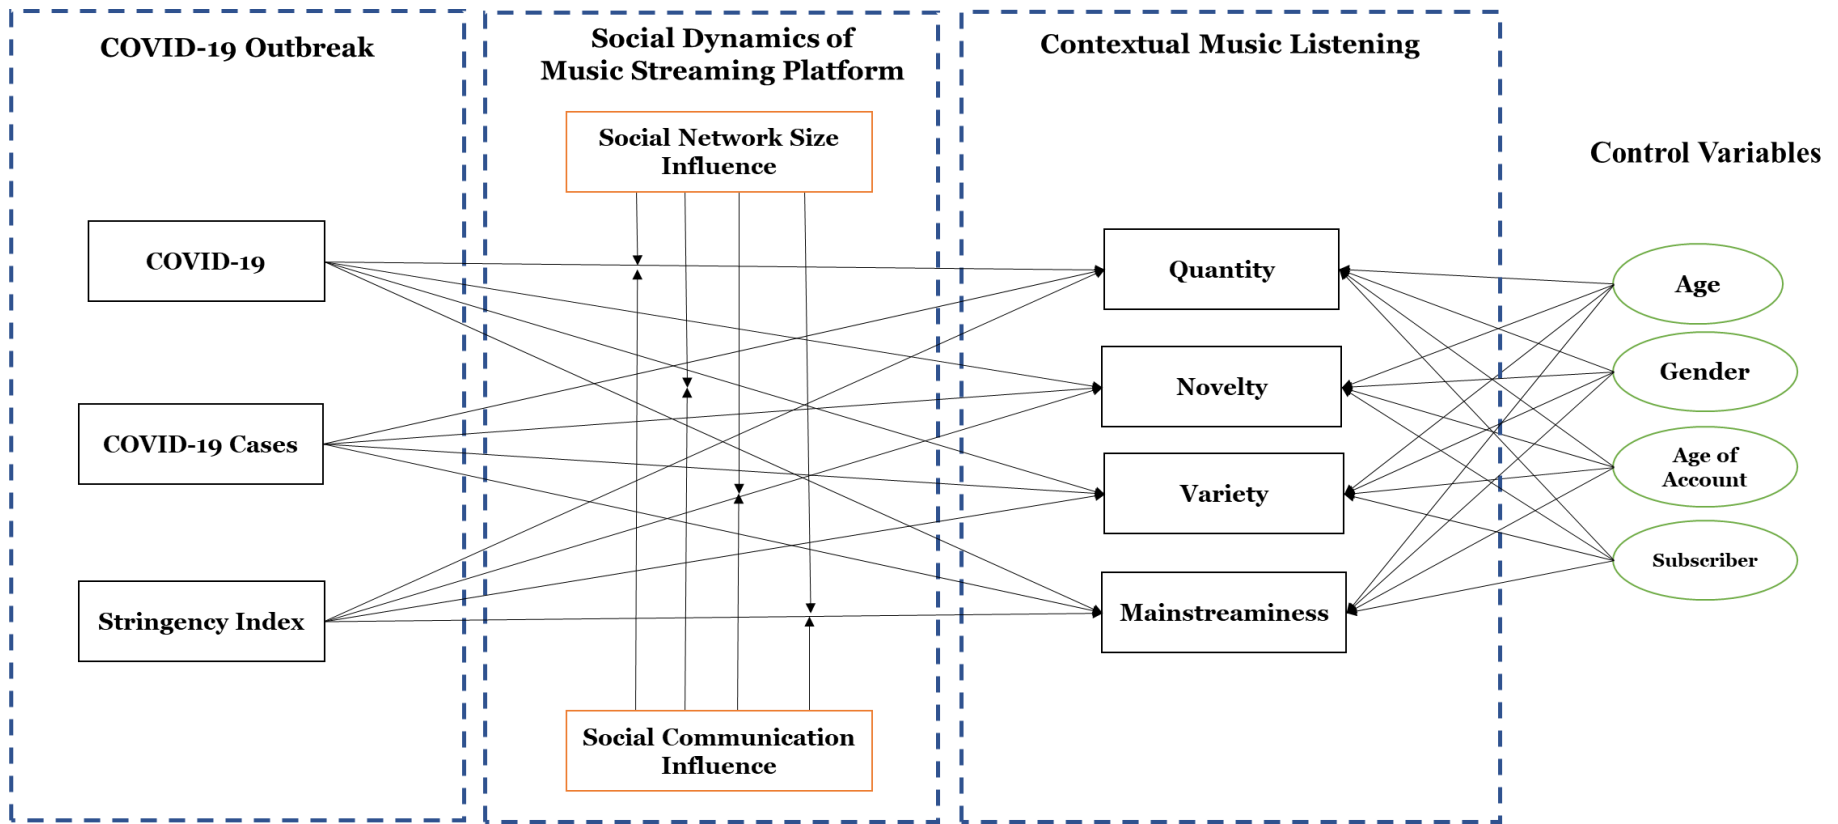 COVID-19 Outbreak
Social Dynamics of
Music Streaming Platform
Contextual Music Listening
Control Variables
Social Network Size
Influence
COVID-19
COVID-19 Cases
Stringency Index
Social Communication
Influence
Quantity
Novelty
Variety
Mainstreaminess
Age
Gender
Age of
Account
Subscriber